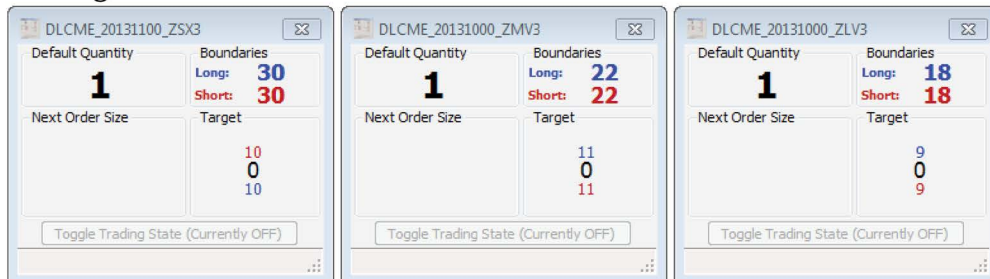 DLCME_20131100_ZSX3
Default Quantity
1
Boundaries
Long: 30
Short: 30
Next Order Size
Target
10
0
10
Toggle Trading State (Currently OFF)
DLCME_20131000_ZMV3
Default Quantity
1
Boundaries
Long: 22
Short: 22
Next Order Size
Target
11
0
11
Toggle Trading State (Currently OFF)
DLCME_20131000_ZLV3
Default Quantity
1
Boundaries
Long: 18
Short: 18
Next Order Size
Target
9
0
9
Toggle Trading State (Currently OFF)